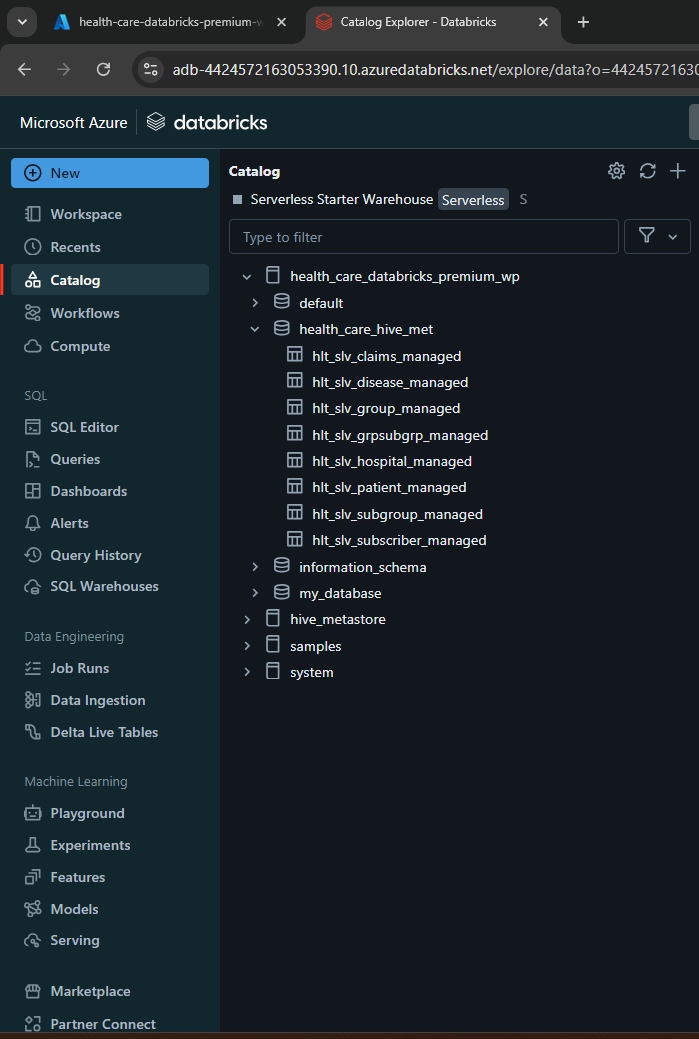 health-care-databricks-premium-w
Catalog Explorer - Databricks
adb-4424572163053390.10.azuredatabricks.net/explore/data?o=44245721630
Microsoft Azure
databricks
New
Workspace
Recents
Catalog
Workflows
Compute
SQL
SQL Editor
Queries
Dashboards
Alerts
Query History
SQL Warehouses
Data Engineering
Job Runs
Data Ingestion
Delta Live Tables
Machine Learning
Playground
Experiments
Features
Models
Serving
Marketplace
Partner Connect
Catalog
Serverless Starter Warehouse Serverless S
Type to filter
health_care_databricks_premium_wp
default
health_care_hive_met
hlt_slv_claims_managed
hlt_slv_disease_managed
hlt_slv_group_managed
hlt_slv_grpsubgrp_managed
hlt_slv_hospital_managed
hlt_slv_patient_managed
hlt_slv_subgroup_managed
hlt_slv_subscriber_managed
information_schema
my_database
hive_metastore
samples
system